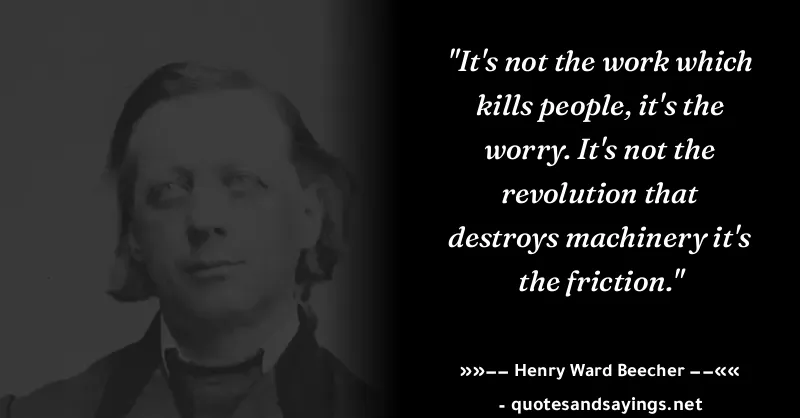 "It's not the work which
kills people, it's the
worry. It's not the
revolution that
destroys machinery it's
the friction."
»»−− Henry Ward Beecher −−««
- quotesandsayings.net